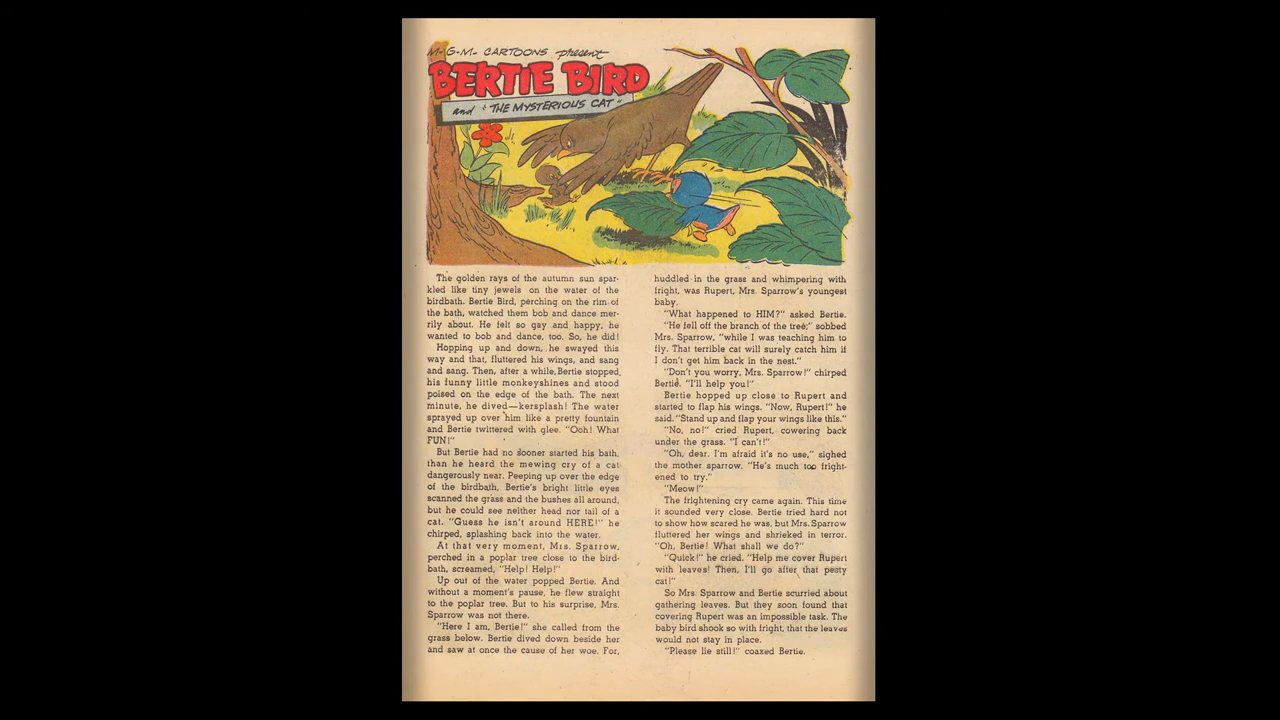 M-G-M- CARTOONS present
BERTIE BIRD
and "THE MYSTERIOUS CAT"
The golden rays of the autumn sun spar-
kled like tiny jewels on the water of the
birdbath. Bertie Bird, perching on the rim of
the bath, watched them bob and dance mer-
rily about. He felt so gay and happy, he
wanted to bob and dance, too. So, he did!
Hopping up and down, he swayed this
way and that, fluttered his wings, and sang
and sang. Then, after a while, Bertie stopped
his funny little monkeyshines and stood
poised on the edge of the bath. The next
minute, he dived—kersplash! The water
sprayed up over him like a pretty fountain
and Bertie twittered with glee. "Ooh! What
FUN!"
But Bertie had no sooner started his bath,
than he heard the mewing cry of a cat
dangerously near. Peeping up over the edge
of the birdbath, Bertie's bright little eyes
scanned the grass and the bushes all around,
but he could see neither head nor tail of a
cat. "Guess he isn't around HERE!" he
chirped, splashing back into the water.
At that very moment, Mrs. Sparrow,
perched in a poplar tree close to the bird-
bath, screamed, "Help! Help!"
Up out of the water popped Bertie. And
without a moment's pause, he flew straight
to the poplar tree. But to his surprise, Mrs.
Sparrow was not there.
"Here I am, Bertie!" she called from the
grass below. Bertie dived down beside her
and saw at once the cause of her woe. For,
huddled in the grass and whimpering with
fright, was Rupert, Mrs. Sparrow's youngest
baby.
"What happened to HIM?" asked Bertie.
"He fell off the branch of the tree," sobbed
Mrs. Sparrow, "while I was teaching him to
fly. That terrible cat will surely catch him if
I don't get him back in the nest."
"Don't you worry, Mrs. Sparrow!" chirped
Bertie. "I'll help you!"
Bertie hopped up close to Rupert and
started to flap his wings. "Now, Rupert!" he
said. "Stand up and flap your wings like this."
"No, no!" cried Rupert, cowering back
under the grass. "I can't!"
"Oh, dear. I'm afraid it's no use," sighed
the mother sparrow. "He's much too fright-
ened to try."
"Meow!"
The frightening cry came again. This time
it sounded very close. Bertie tried hard not
to show how scared he was, but Mrs. Sparrow
fluttered her wings and shrieked in terror.
"Oh, Bertie! What shall we do?"
"Quick!" he cried. "Help me cover Rupert
with leaves! Then, I'll go after that pesty
cat!"
So Mrs. Sparrow and Bertie scurried about
gathering leaves. But they soon found that
covering Rupert was an impossible task. The
baby bird shook so with fright, that the leaves
would not stay in place.
"Please lie still!" coaxed Bertie.